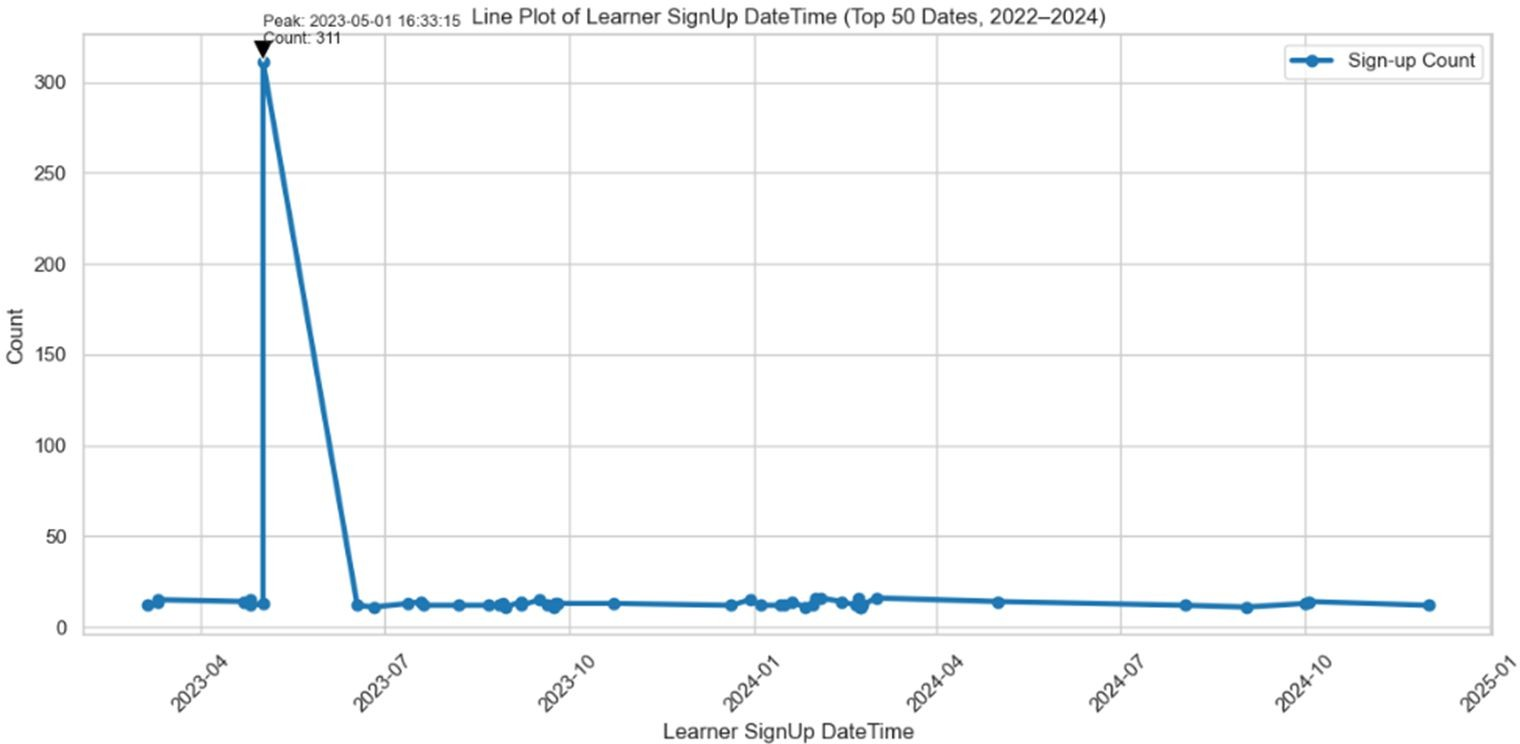 Peak: 2023-05-01 16:33:15
Count: 311
Line Plot of Learner SignUp DateTime (Top 50 Dates, 2022–2024)
Sign-up Count
Count
300
250
200
150
100
50
0
2023-04
2023-07
2023-10
2024-01
2024-04
2024-07
2024-10
2025-01
Learner SignUp DateTime